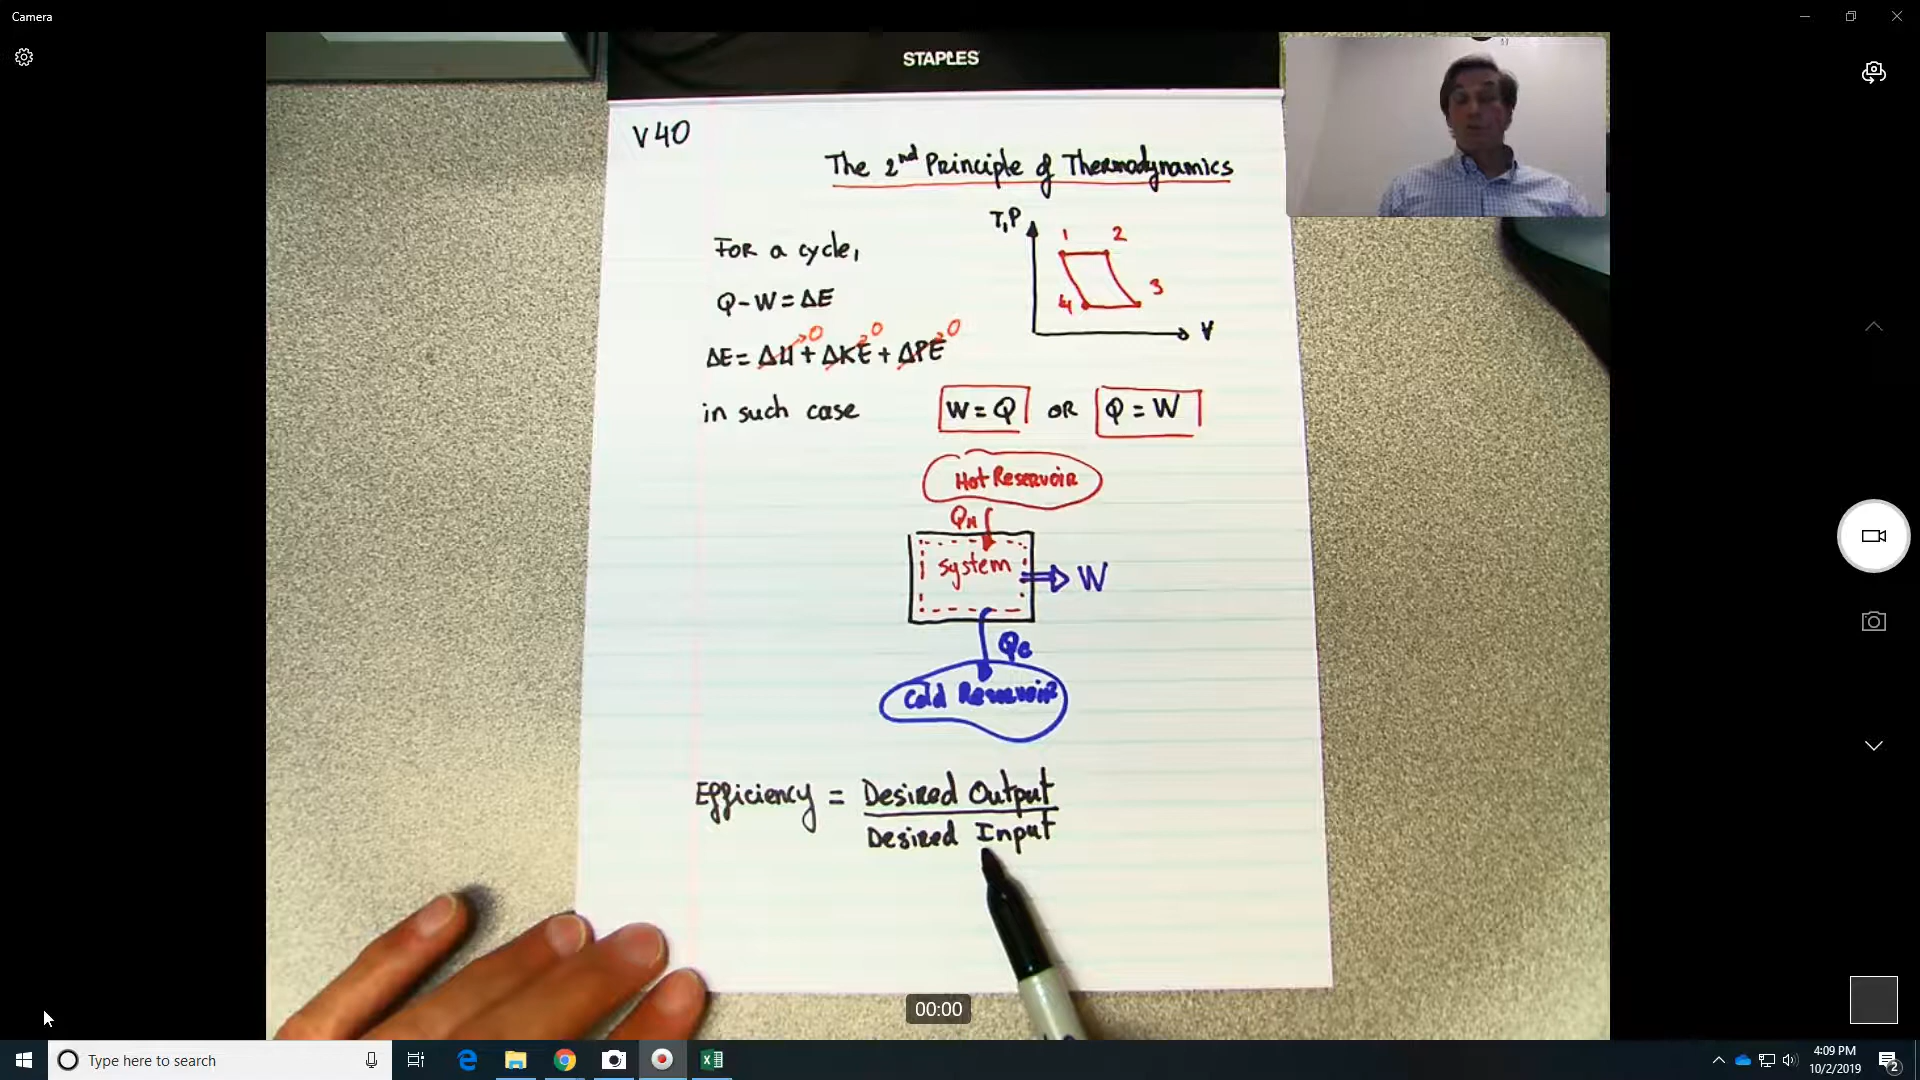 Camera
STAPLES
V40
The 2nd Principle of Thermodynamics
T,P
1 2
For a cycle,
3
Q-W = ΔE
4
V
0 0 0
ΔE = ΔU + ΔKE + ΔPE
in such case W = Q OR Q = W
Hot Reservoir
QH
System
W
Qc
Cold Reservoir
Efficiency = Desired Output
Desired Input
00:00
Type here to search
4:09 PM
10/2/2019
2